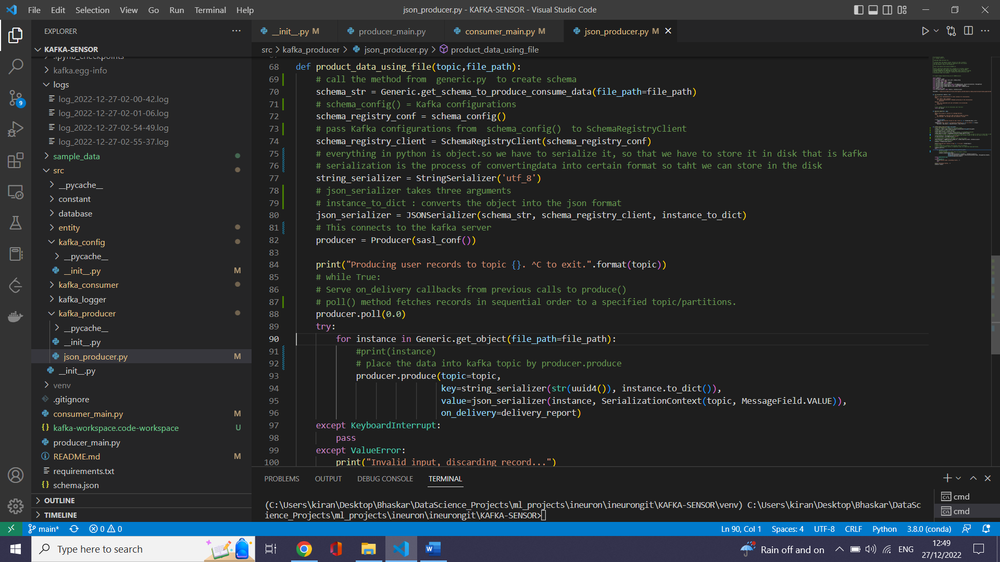 File Edit Selection View Go Run Terminal Help
json_producer.py - KAFKA-SENSOR - Visual Studio Code
EXPLORER
KAFKA-SENSOR
.ipynb_checkpoints
kafka.egg-info
logs
log_2022-12-27-02-00-42.log
log_2022-12-27-02-01-06.log
log_2022-12-27-02-54-49.log
log_2022-12-27-02-55-37.log
sample_data
src
__pycache__
constant
database
entity
kafka_config
__pycache__
__init__.py M
kafka_consumer
kafka_logger
kafka_producer
__pycache__
__init__.py
json_producer.py M
__init__.py
venv
.gitignore
consumer_main.py M
kafka-workspace.code-workspace U
producer_main.py
README.md M
requirements.txt
schema.json
OUTLINE
TIMELINE
9
__init__.py M
producer_main.py
consumer_main.py M
json_producer.py M
src > kafka_producer > json_producer.py > product_data_using_file
68 def product_data_using_file(topic,file_path):
69 # call the method from  generic.py  to create schema
70 schema_str = Generic.get_schema_to_produce_consume_data(file_path=file_path)
71 # schema_config() = Kafka configurations
72 schema_registry_conf = schema_config()
73 # pass Kafka configurations from  schema_config()  to SchemaRegistryClient
74 schema_registry_client = SchemaRegistryClient(schema_registry_conf)
75 # everything in python is object.so we have to serialize it, so that we have to store it in disk that is kafka
76 # serialization is the process of convertingdata into certain format so taht we can store in the disk
77 string_serializer = StringSerializer('utf_8')
78 # json_serializer takes three arguments
79 # instance_to_dict : converts the object into the json format
80 json_serializer = JSONSerializer(schema_str, schema_registry_client, instance_to_dict)
81 # This connects to the kafka server
82 producer = Producer(sasl_conf())
83
84 print("Producing user records to topic {}. ^C to exit.".format(topic))
85 # while True:
86 # Serve on_delivery callbacks from previous calls to produce()
87 # poll() method fetches records in sequential order to a specified topic/partitions.
88 producer.poll(0.0)
89 try:
90 for instance in Generic.get_object(file_path=file_path):
91 #print(instance)
92 # place the data into kafka topic by producer.produce
93 producer.produce(topic=topic,
94 key=string_serializer(str(uuid4()), instance.to_dict()),
95 value=json_serializer(instance, SerializationContext(topic, MessageField.VALUE)),
96 on_delivery=delivery_report)
97 except KeyboardInterrupt:
98 pass
99 except ValueError:
100 print("Invalid input, discarding record...")
PROBLEMS OUTPUT DEBUG CONSOLE TERMINAL
(C:\Users\kiran\Desktop\Bhaskar\DataScience_Projects\ml_projects\ineuron\ineurongit\KAFKA-SENSOR\venv) C:\Users\kiran\Desktop\Bhaskar\DataSc
ience_Projects\ml_projects\ineuron\ineurongit\KAFKA-SENSOR>
cmd
cmd
main* 0 0
Ln 90, Col 1 Spaces: 4 UTF-8 CRLF Python 3.8.0 (conda)
Type here to search
Rain off and on
ENG
12:49
27/12/2022